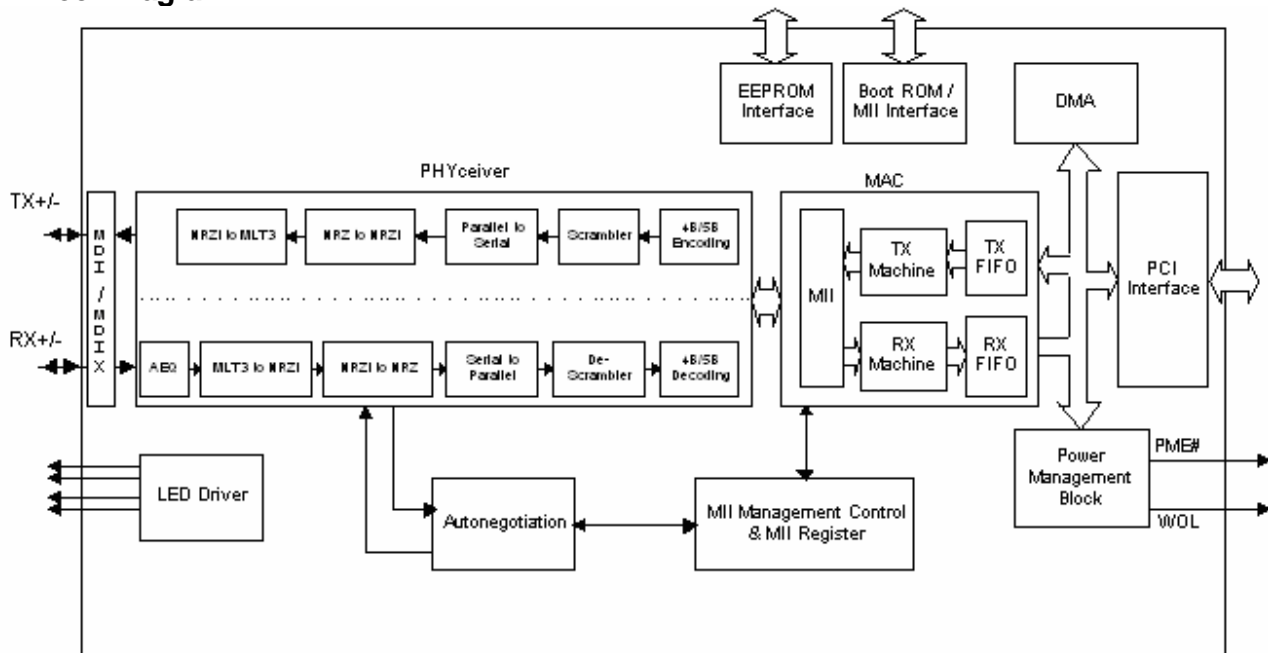 EEPROM
Interface
Boot ROM /
MII Interface
DMA
PHYceiver
MAC
TX+/-
MDI / MDIX
NRZI to MLT3
NRZ to NRZI
Parallel to
Serial
Scrambler
4B/5B
Encoding
MII
TX
Machine
TX
FIFO
PCI
Interface
RX+/-
AEQ
MLT3 to NRZI
NRZI to NRZ
Serial to
Parallel
De-
Scrambler
4B/5B
Decoding
RX
Machine
RX
FIFO
LED Driver
Autonegotiation
MII Management Control
& MII Register
Power
Management
Block
PME#
WOL